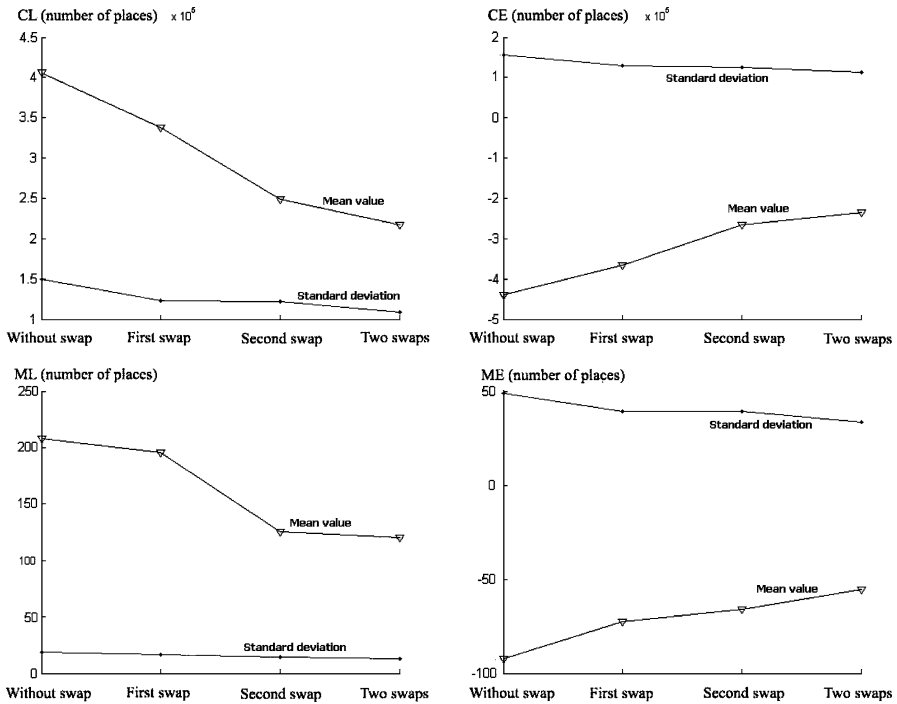 CL (number of places) x 10⁵
4.5
4
3.5
3
2.5
2
1.5
1
Mean value
Standard deviation
Without swap First swap Second swap Two swaps
CE (number of places) x 10⁵
2
1
0
-1
-2
-3
-4
-5
Standard deviation
Mean value
Without swap First swap Second swap Two swaps
ML (number of places)
250
200
150
100
50
0
Mean value
Standard deviation
Without swap First swap Second swap Two swaps
ME (number of places)
50
0
-50
-100
Standard deviation
Mean value
Without swap First swap Second swap Two swaps